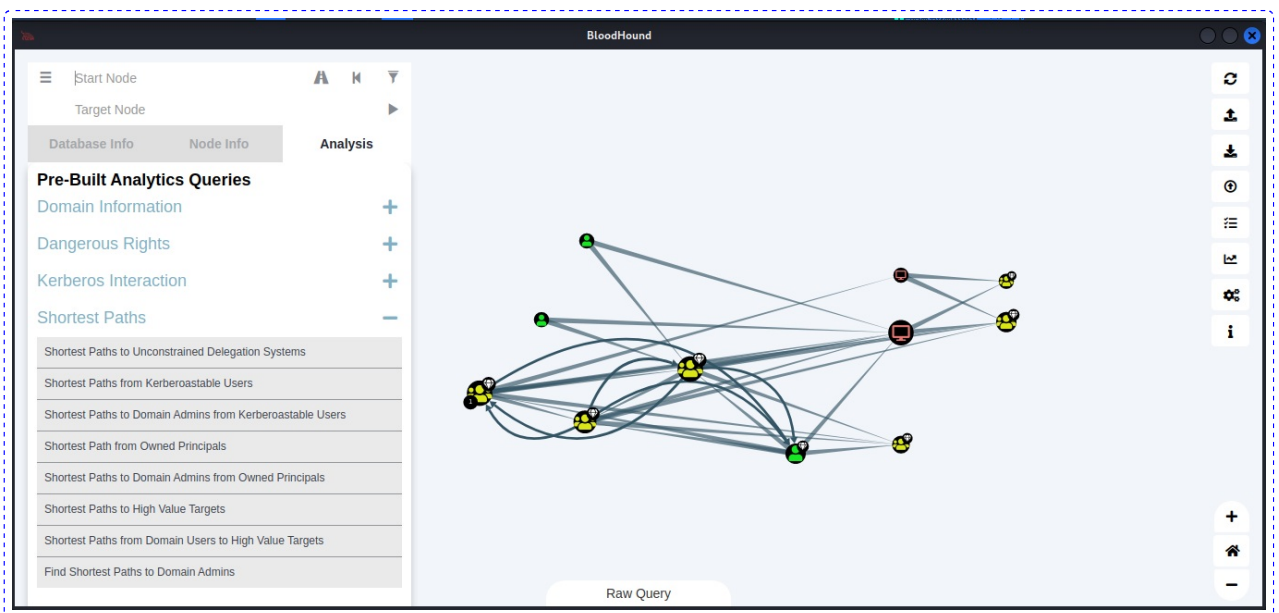 BloodHound
Start Node
Target Node
Database Info Node Info Analysis
Pre-Built Analytics Queries
Domain Information
Dangerous Rights
Kerberos Interaction
Shortest Paths
Shortest Paths to Unconstrained Delegation Systems
Shortest Paths from Kerberoastable Users
Shortest Paths to Domain Admins from Kerberoastable Users
Shortest Path from Owned Principals
Shortest Paths to Domain Admins from Owned Principals
Shortest Paths to High Value Targets
Shortest Paths from Domain Users to High Value Targets
Find Shortest Paths to Domain Admins
1
Raw Query